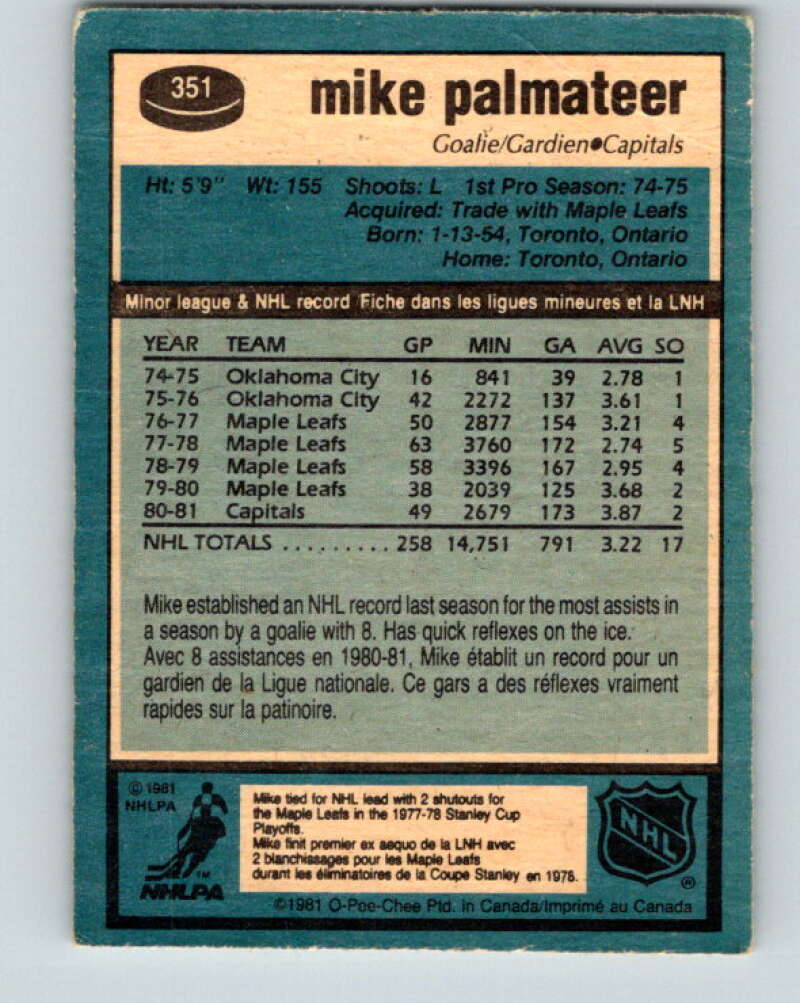 351
mike palmateer
Goalie/Gardien●Capitals
Ht: 5'9" Wt: 155 Shoots: L 1st Pro Season: 74-75
Acquired: Trade with Maple Leafs
Born: 1-13-54, Toronto, Ontario
Home: Toronto, Ontario
Minor league & NHL record Fiche dans les ligues mineures et la LNH
YEAR TEAM GP MIN GA AVG SO
74-75 Oklahoma City 16 841 39 2.78 1
75-76 Oklahoma City 42 2272 137 3.61 1
76-77 Maple Leafs 50 2877 154 3.21 4
77-78 Maple Leafs 63 3760 172 2.74 5
78-79 Maple Leafs 58 3396 167 2.95 4
79-80 Maple Leafs 38 2039 125 3.68 2
80-81 Capitals 49 2679 173 3.87 2
NHL TOTALS ......... 258 14,751 791 3.22 17
Mike established an NHL record last season for the most assists in
a season by a goalie with 8. Has quick reflexes on the ice.
Avec 8 assistances en 1980-81, Mike établit un record pour un
gardien de la Ligue nationale. Ce gars a des réflexes vraiment
rapides sur la patinoire.
© 1981
NHLPA
TM
NHLPA
Mike tied for NHL lead with 2 shutouts for
the Maple Leafs in the 1977-78 Stanley Cup
Playoffs.
Mike finit premier ex aequo de la LNH avec
2 blanchissages pour les Maple Leafs
durant les éliminatoires de la Coupe Stanley en 1978.
NHL
®
©1981 O-Pee-Chee Ptd. in Canada/Imprimé au Canada